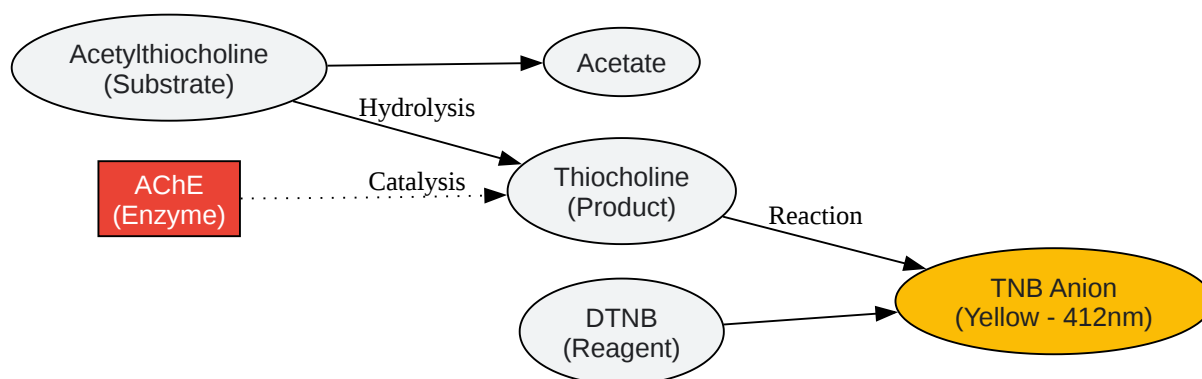 Acetylthiocholine
(Substrate)
Acetate
Hydrolysis
AChE
(Enzyme)
Catalysis
Thiocholine
(Product)
Reaction
DTNB
(Reagent)
TNB Anion
(Yellow - 412nm)